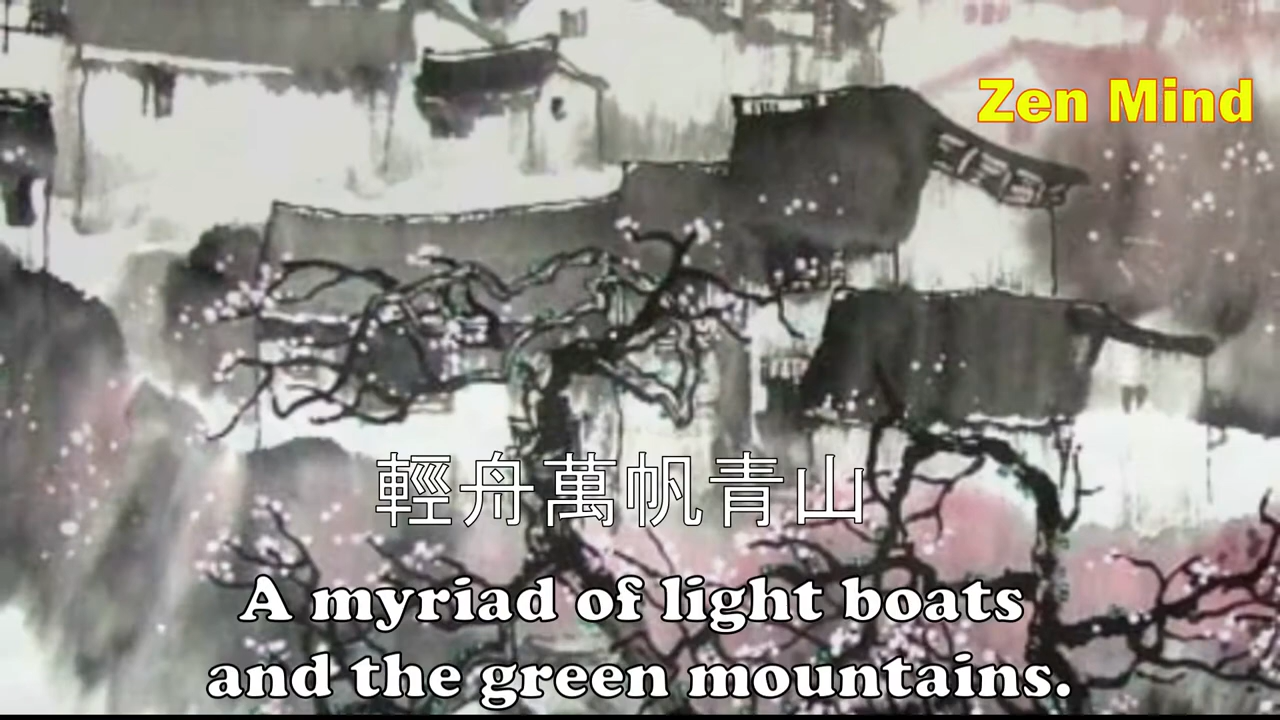 Zen Mind
輕舟萬帆青山
A myriad of light boats
and the green mountains.